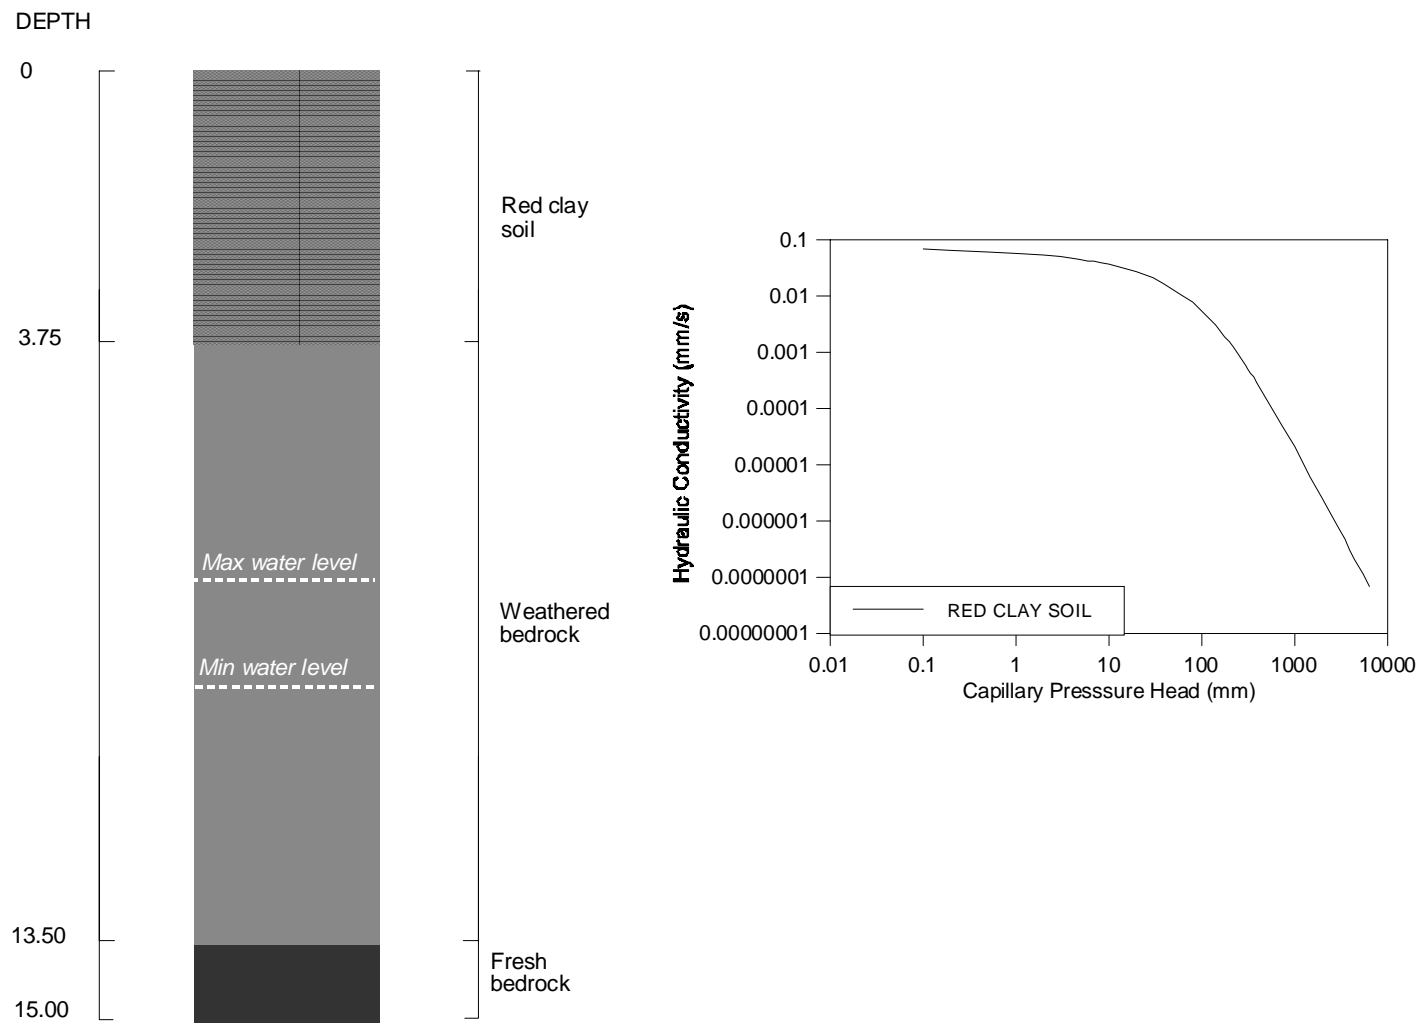 DEPTH
0
Red clay
soil
3.75
Max water level
Min water level
Weathered
bedrock
13.50
Fresh
bedrock
15.00
0.1
0.01
0.001
0.0001
0.00001
0.000001
0.0000001
0.00000001
Hydraulic Conductivity (mm/s)
RED CLAY SOIL
0.01 0.1 1 10 100 1000 10000
Capillary Presssure Head (mm)